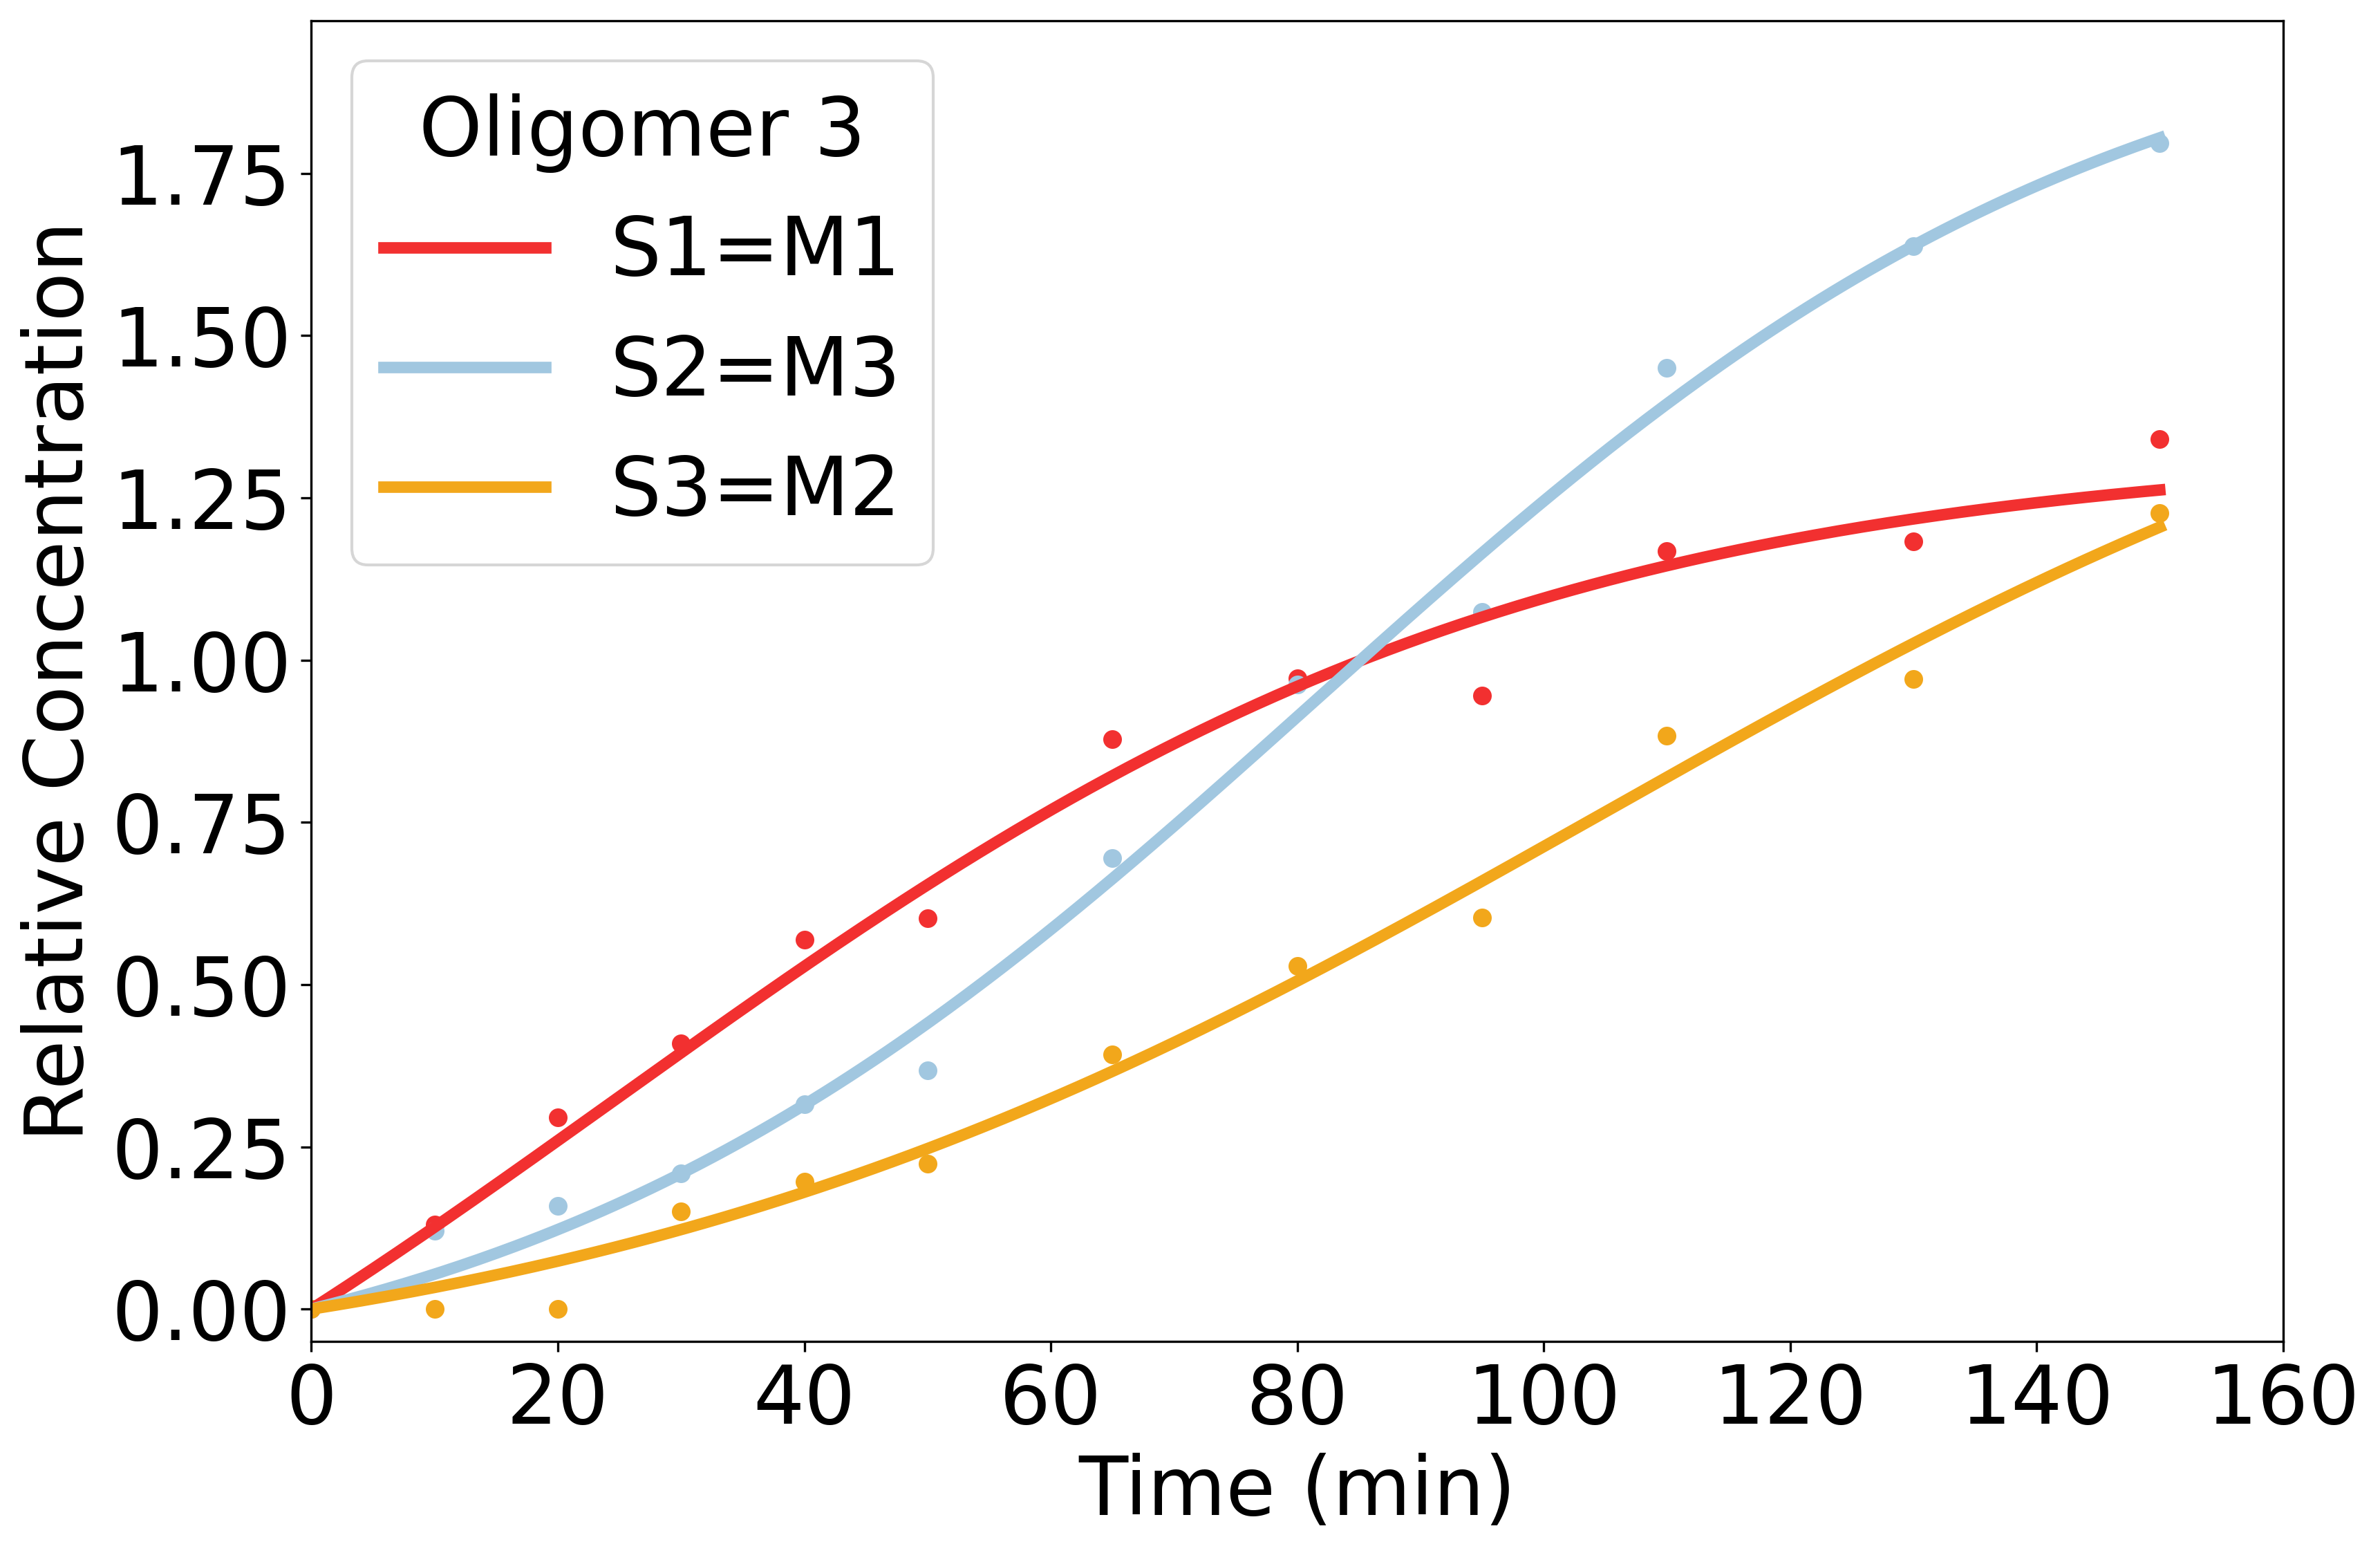 Oligomer 3
S1=M1
S2=M3
S3=M2
Relative Concentration
1.75
1.50
1.25
1.00
0.75
0.50
0.25
0.00
0 20 40 60 80 100 120 140 160
Time (min)